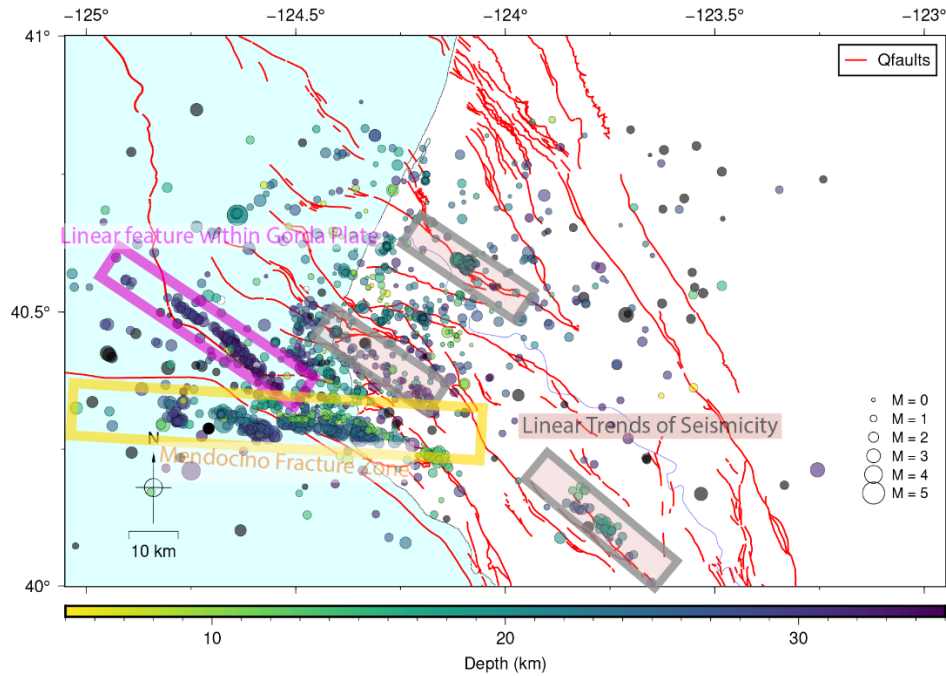 −125° −124.5° −124° −123.5° −123°
41°
Qfaults
Linear feature within Gorda Plate
40.5°
M = 0
M = 1
M = 2
M = 3
M = 4
M = 5
Linear Trends of Seismicity
N
Mendocino Fracture Zone
10 km
40°
10 20 30
Depth (km)